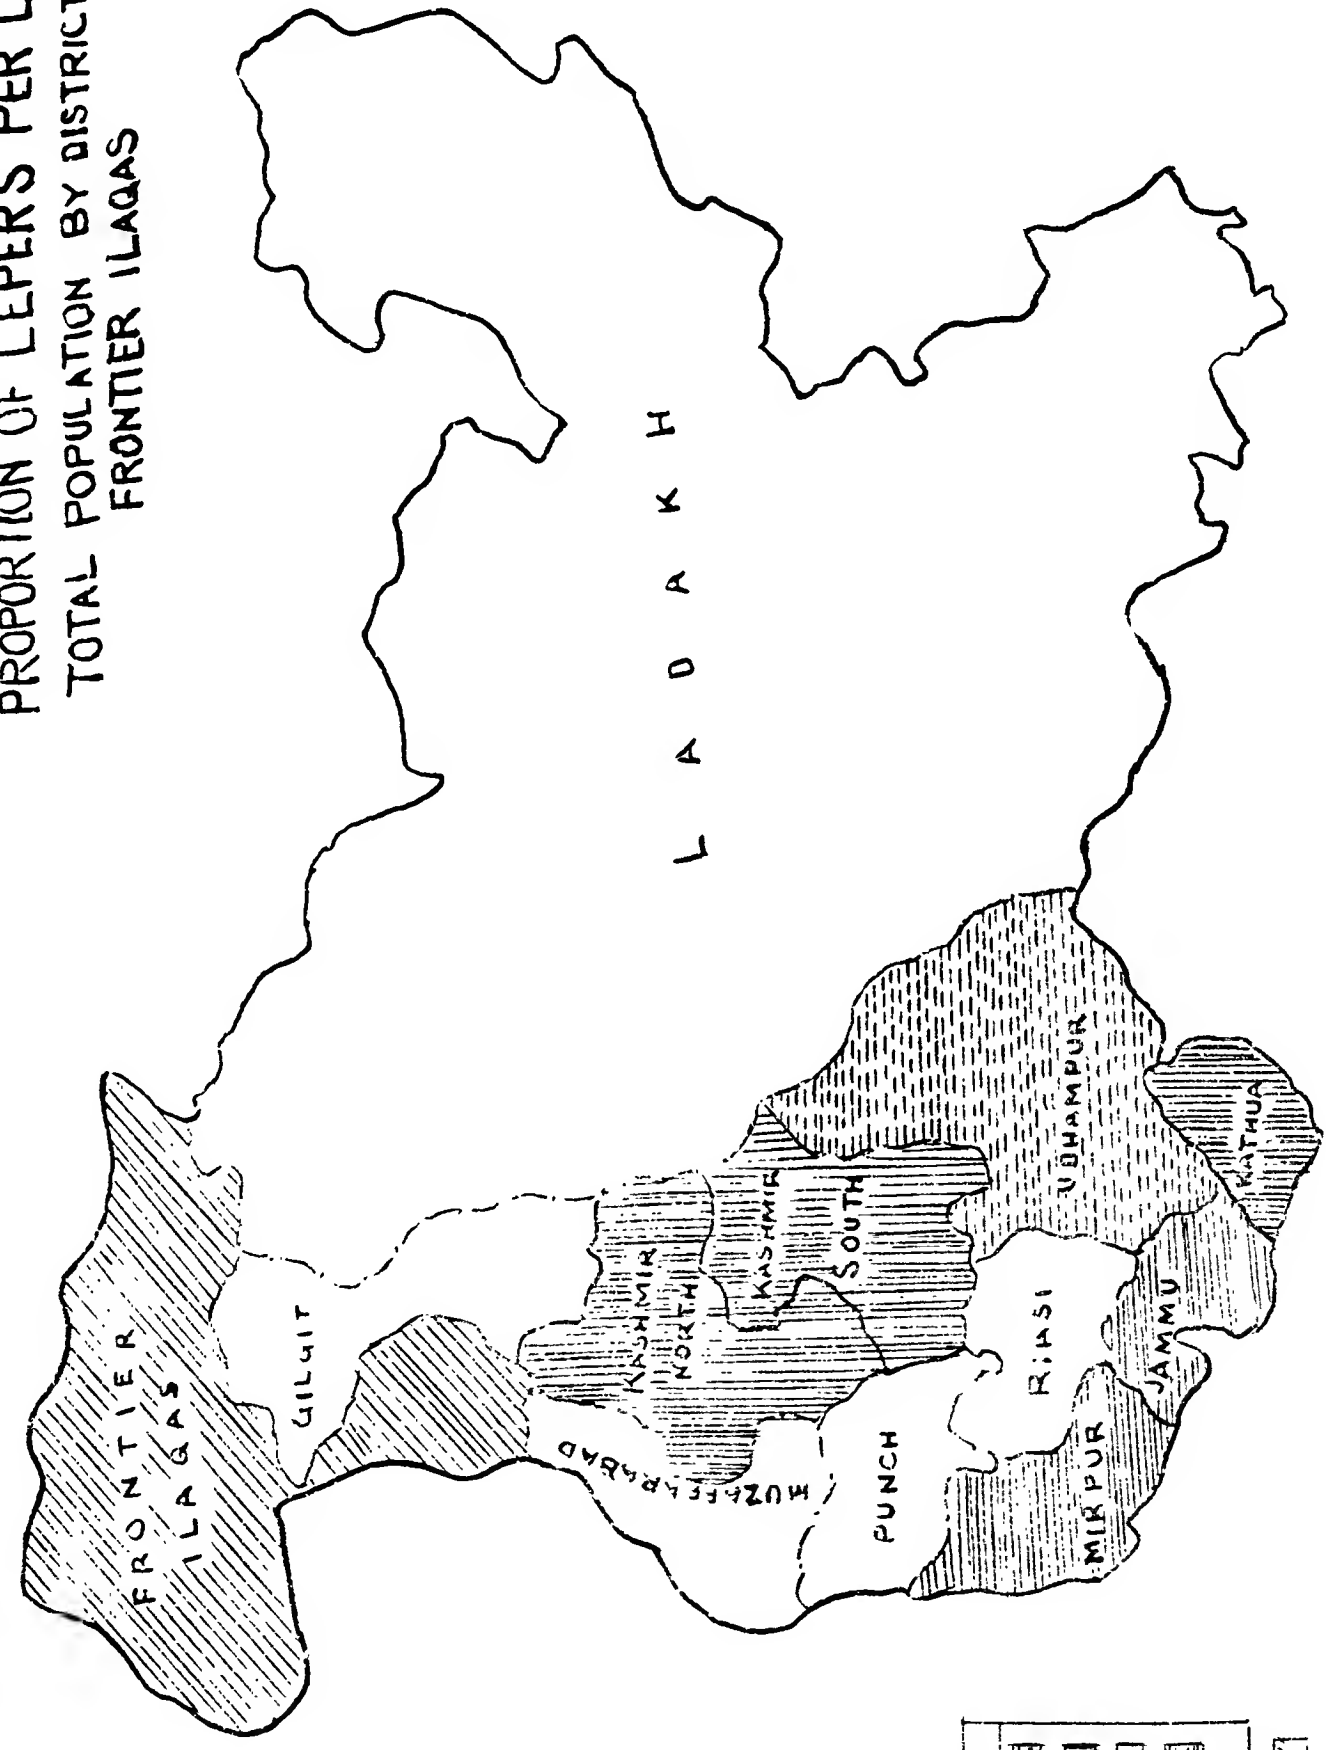 PROPORTION OF LEPERS PER
TOTAL POPULATION BY DISTRICT
FRONTIER ILAQAS
FRONTIER
ILAQAS
GILGIT
LADAKH
KASHMIR
NORTH
KASHMIR
SOUTH
MUZAFFARABAD
PUNCH
RIASI
UDHAMPUR
MIRPUR
JAMMU
KATHUA